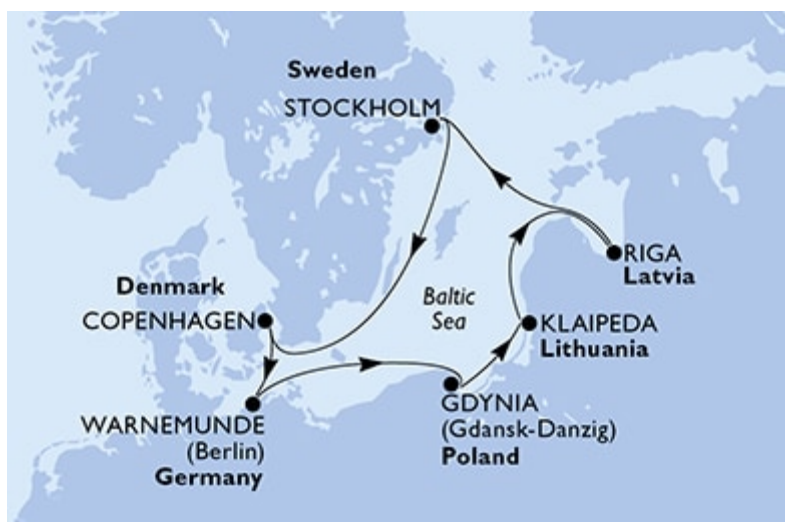 Sweden
STOCKHOLM
RIGA
Latvia
Denmark
COPENHAGEN
Baltic
Sea
KLAIPEDA
Lithuania
WARNEMUNDE
(Berlin)
Germany
GDYNIA
(Gdansk-Danzig)
Poland